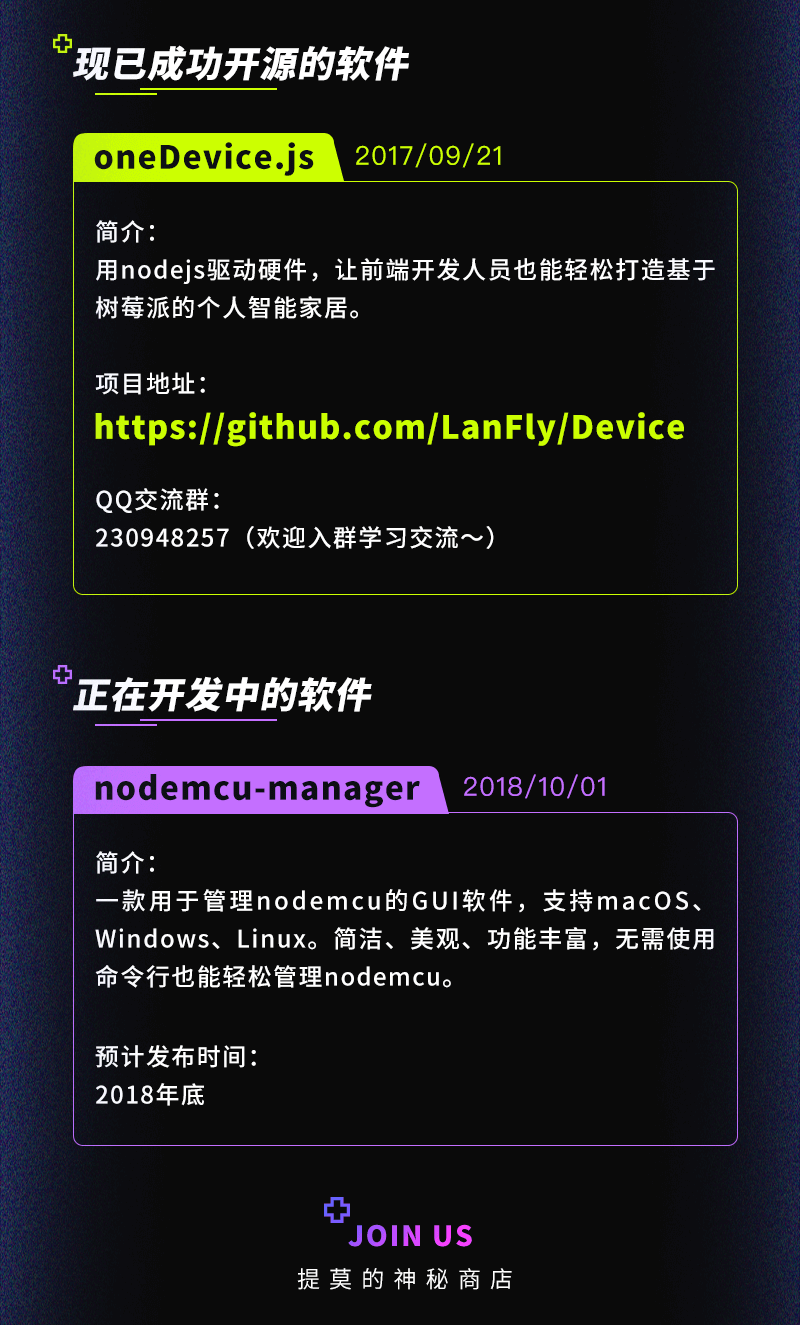 现已成功开源的软件
oneDevice.js 2017/09/21
简介：
用nodejs驱动硬件，让前端开发人员也能轻松打造基于
树莓派的个人智能家居。
项目地址：
https://github.com/LanFly/Device
QQ交流群：
230948257（欢迎入群学习交流～）
正在开发中的软件
nodemcu-manager 2018/10/01
简介：
一款用于管理nodemcu的GUI软件，支持macOS、
Windows、Linux。简洁、美观、功能丰富，无需使用
命令行也能轻松管理nodemcu。
预计发布时间：
2018年底
JOIN US
提莫的神秘商店